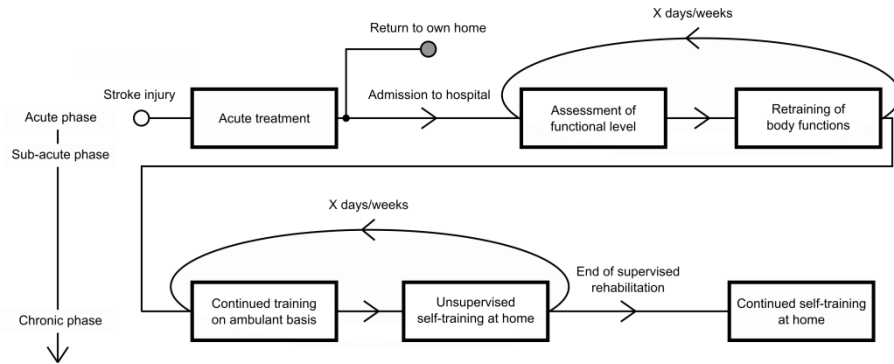 X days/weeks
Return to own home
Stroke injury
Admission to hospital
Acute phase
Acute treatment
Assessment of
functional level
Retraining of
body functions
Sub-acute phase
X days/weeks
End of supervised
rehabilitation
Chronic phase
Continued training
on ambulant basis
Unsupervised
self-training at home
Continued self-training
at home